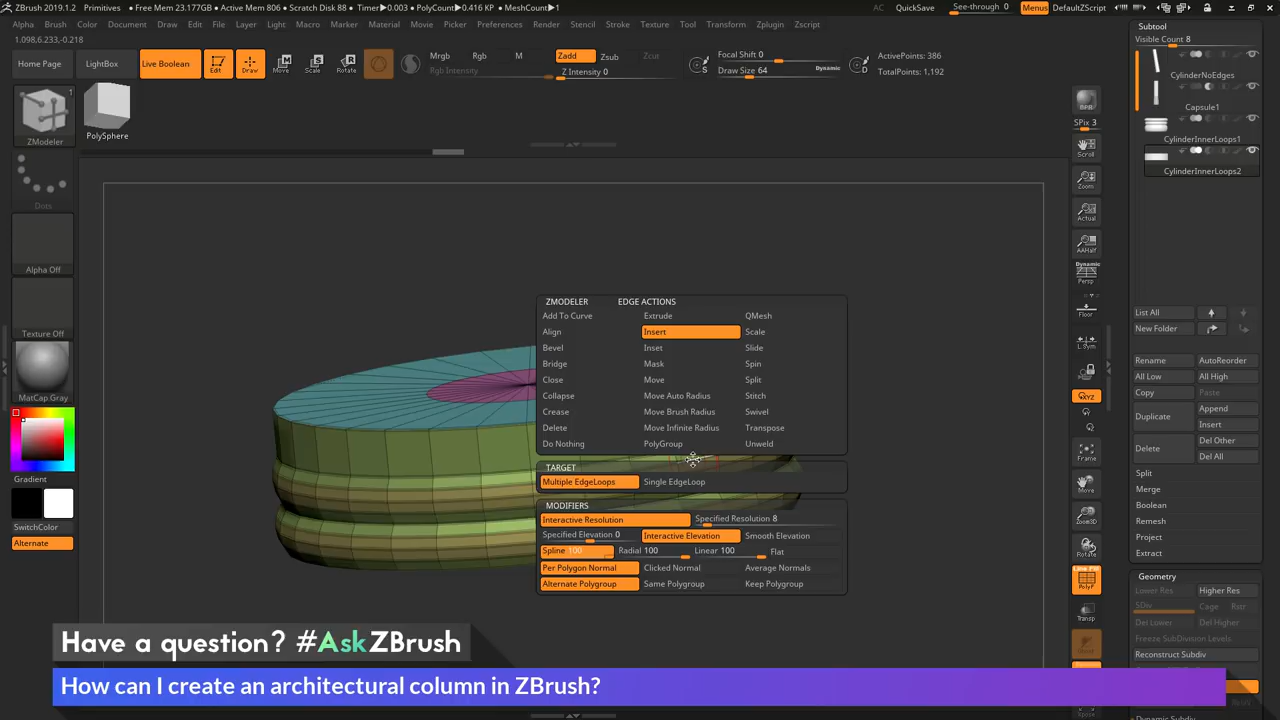 ZBrush 2019.1.2 Primitives • Free Mem 23.177GB • Active Mem 806 • Scratch Disk 88 • Timer▶0.003 • PolyCount▶0.416 KP • MeshCount▶1 AC QuickSave See-through 0 Menus DefaultZScript
Alpha Brush Color Document Draw Edit File Layer Light Macro Marker Material Movie Picker Preferences Render Stencil Stroke Texture Tool Transform Zplugin Zscript
1.098,6.233,-0.218
Home Page LightBox Live Boolean Edit Draw Move Scale Rotate
Mrgb Rgb M Zadd Zsub Zcut
Rgb Intensity Z Intensity 0
Focal Shift 0
Draw Size 64 Dynamic
ActivePoints: 386
TotalPoints: 1,192
ZModeler
1
PolySphere
Dots
Alpha Off
Texture Off
MatCap Gray
Gradient
SwitchColor
Alternate
ZMODELER EDGE ACTIONS
Add To Curve Extrude QMesh
Align Insert Scale
Bevel Inset Slide
Bridge Mask Spin
Close Move Split
Collapse Move Auto Radius Stitch
Crease Move Brush Radius Swivel
Delete Move Infinite Radius Transpose
Do Nothing PolyGroup Unweld
TARGET
Multiple EdgeLoops Single EdgeLoop
MODIFIERS
Interactive Resolution Specified Resolution 8
Specified Elevation 0 Interactive Elevation Smooth Elevation
Spline 100 Radial 100 Linear 100 Flat
Per Polygon Normal Clicked Normal Average Normals
Alternate Polygroup Same Polygroup Keep Polygroup
BPR
SPix 3
Scroll
Zoom
Actual
AAHalf
Dynamic
Persp
Floor
L.Sym
XYZ
Frame
Move
Zoom3D
Rotate
Line Fill
PolyF
Transp
Subtool
Visible Count 8
CylinderNoEdges
Capsule1
CylinderInnerLoops1
CylinderInnerLoops2
List All
New Folder
Rename AutoReorder
All Low All High
Copy
Duplicate Append
Insert
Delete Del Other
Del All
Split
Merge
Boolean
Remesh
Project
Extract
Geometry
Lower Res Higher Res
SDiv Cage Rstr
Del Lower Del Higher
Freeze SubDivision Levels
Reconstruct Subdiv
Have a question? #AskZBrush
How can I create an architectural column in ZBrush?